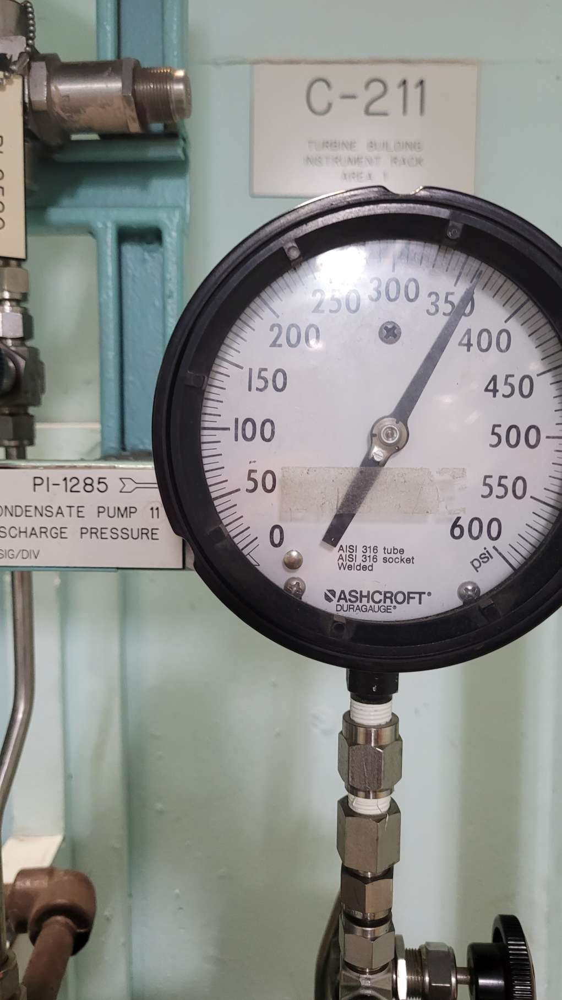 C-211
TURBINE BUILDING
INSTRUMENT RACK
AREA 1
300
250
350
200
400
150
450
100
500
50
550
0
600
psi
AISI 316 tube
AISI 316 socket
Welded
ASHCROFT®
DURAGAUGE®
PI-1285
ONDENSATE PUMP 11
SCHARGE PRESSURE
SIG/DIV